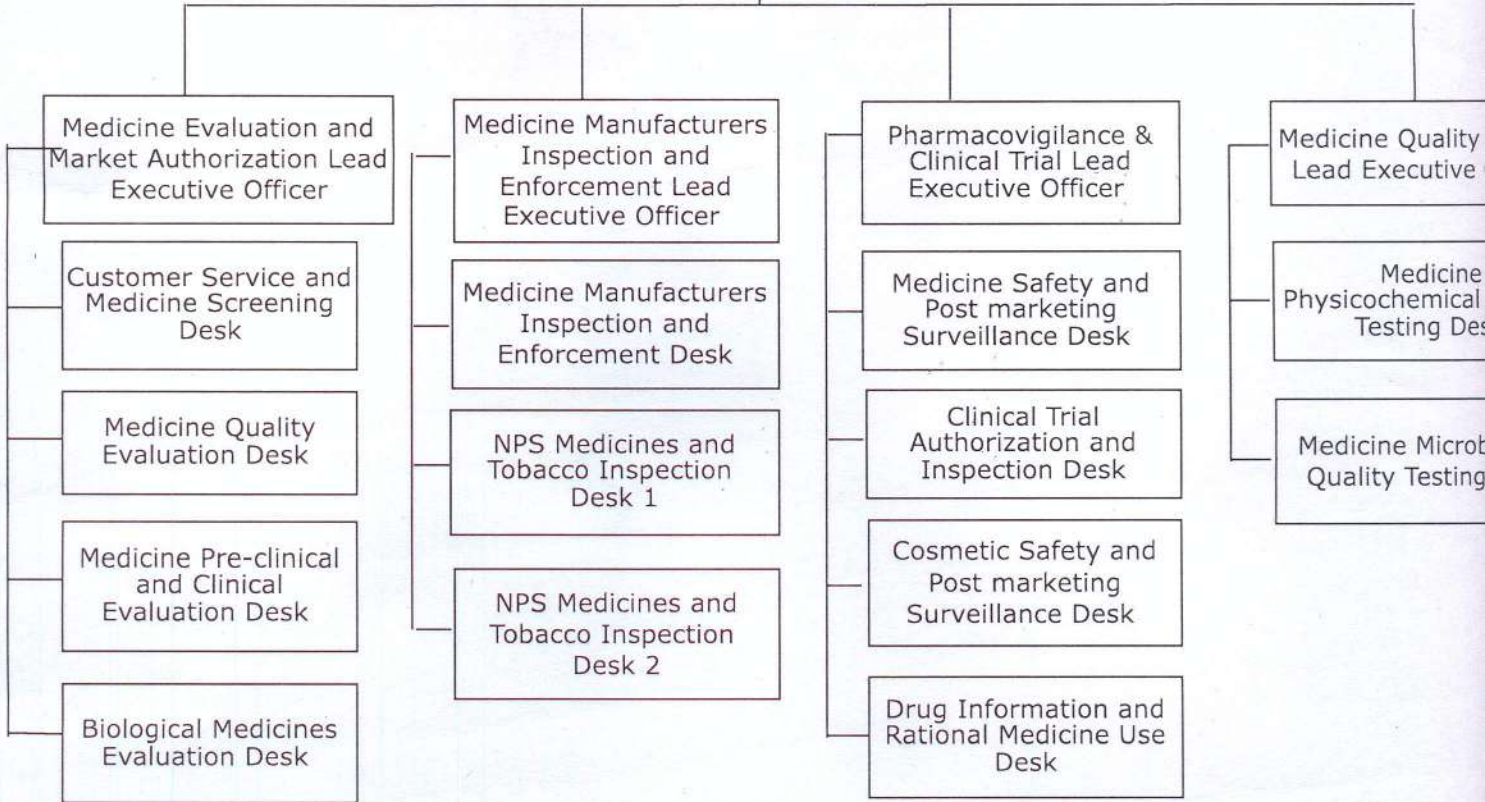 Medicine Evaluation and
Market Authorization Lead
Executive Officer
Customer Service and
Medicine Screening
Desk
Medicine Quality
Evaluation Desk
Medicine Pre-clinical
and Clinical
Evaluation Desk
Biological Medicines
Evaluation Desk
Medicine Manufacturers
Inspection and
Enforcement Lead
Executive Officer
Medicine Manufacturers
Inspection and
Enforcement Desk
NPS Medicines and
Tobacco Inspection
Desk 1
NPS Medicines and
Tobacco Inspection
Desk 2
Pharmacovigilance &
Clinical Trial Lead
Executive Officer
Medicine Safety and
Post marketing
Surveillance Desk
Clinical Trial
Authorization and
Inspection Desk
Cosmetic Safety and
Post marketing
Surveillance Desk
Drug Information and
Rational Medicine Use
Desk
Medicine Quality
Lead Executive
Medicine
Physicochemical
Testing
Medicine
Quality Testing